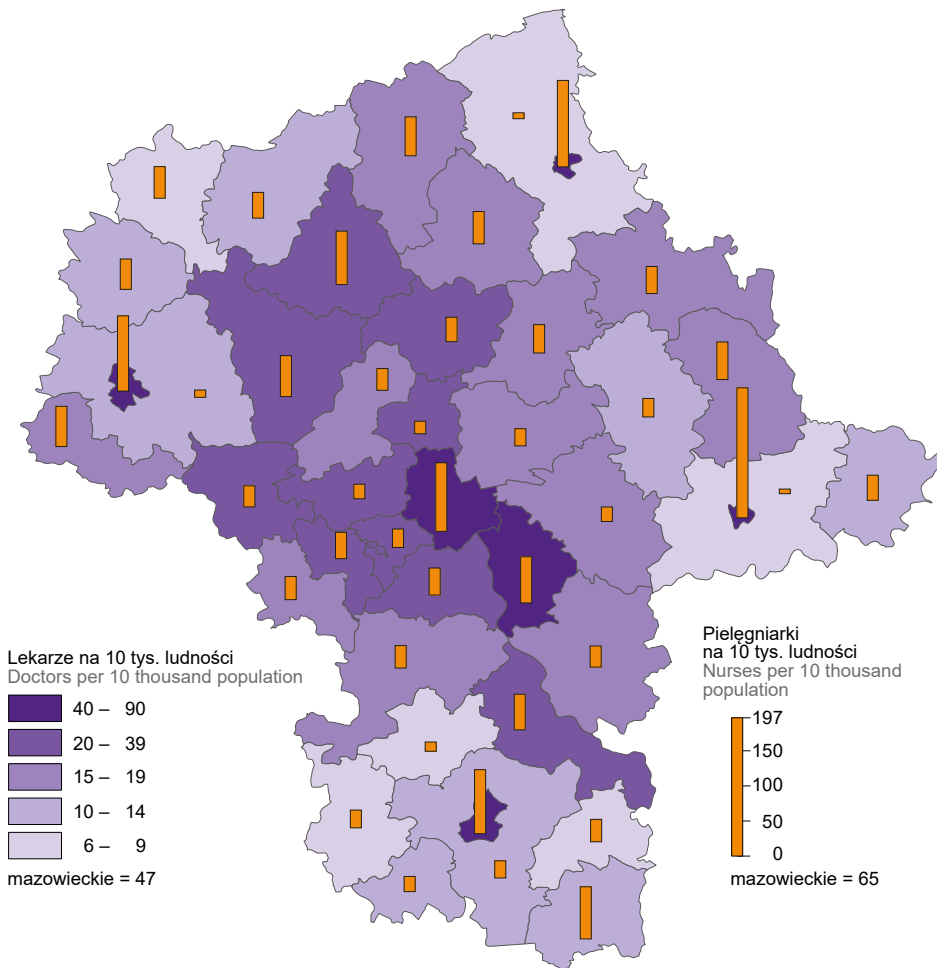 Lekarze na 10 tys. ludności
Doctors per 10 thousand population
40 – 90
20 – 39
15 – 19
10 – 14
6 – 9
mazowieckie = 47
Pielęgniarki
na 10 tys. ludności
Nurses per 10 thousand
population
197
150
100
50
0
mazowieckie = 65